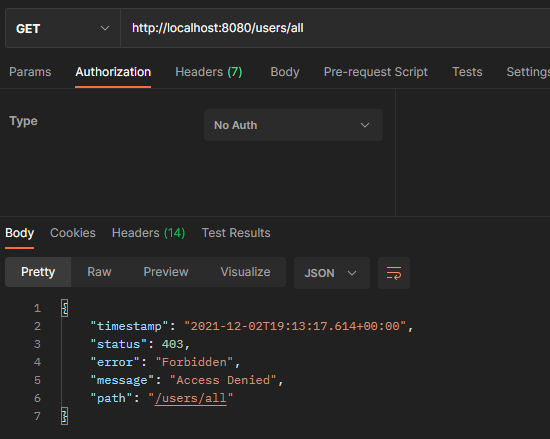 GET http://localhost:8080/users/all
Params Authorization Headers (7) Body Pre-request Script Tests Settings
Type No Auth
Body Cookies Headers (14) Test Results
Pretty Raw Preview Visualize JSON
1 {
2 "timestamp": "2021-12-02T19:13:17.614+00:00",
3 "status": 403,
4 "error": "Forbidden",
5 "message": "Access Denied",
6 "path": "/users/all"
7 }